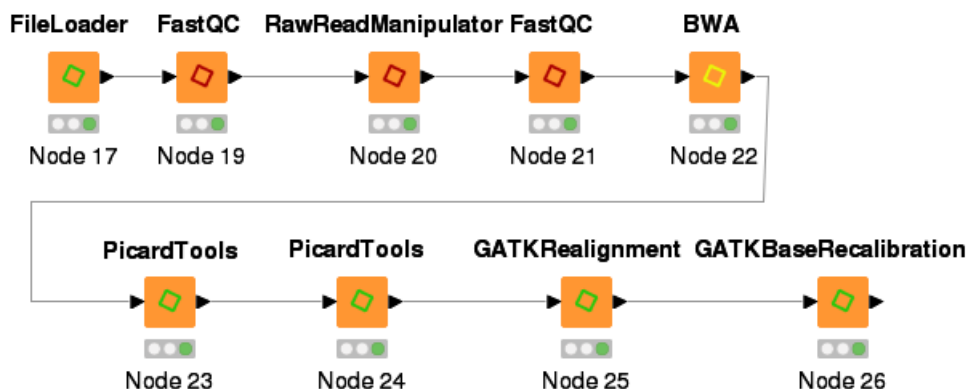 FileLoader FastQC RawReadManipulator FastQC BWA
Node 17 Node 19 Node 20 Node 21 Node 22
PicardTools PicardTools GATKRealignment GATKBaseRecalibration
Node 23 Node 24 Node 25 Node 26